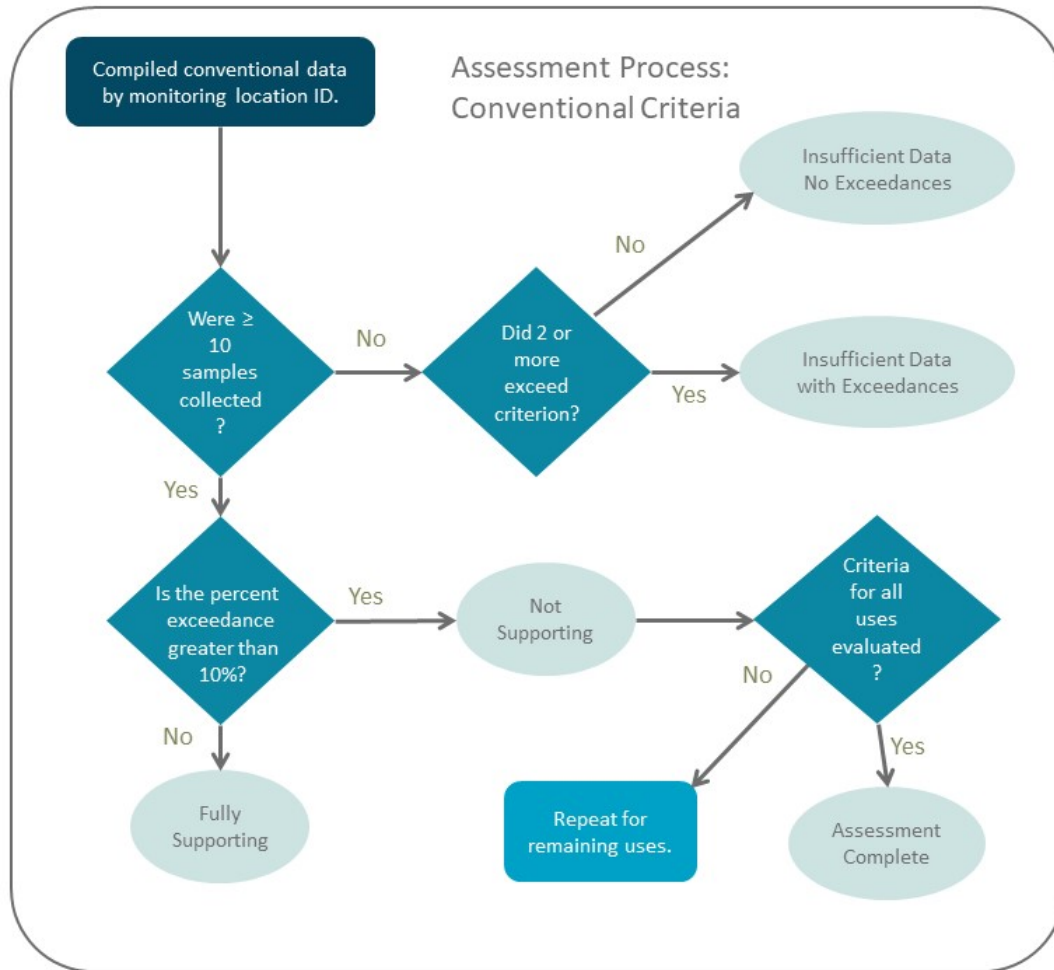 Compiled conventional data
by monitoring location ID.
Assessment Process:
Conventional Criteria
Insufficient Data
No Exceedances
No
Were ≥
10
samples
collected
?
No
Did 2 or
more
exceed
criterion?
Yes
Insufficient Data
with Exceedances
Yes
Is the percent
exceedance
greater than
10%?
Yes
Not
Supporting
Criteria
for all
uses
evaluated
?
No
No
Yes
Fully
Supporting
Repeat for
remaining uses.
Assessment
Complete